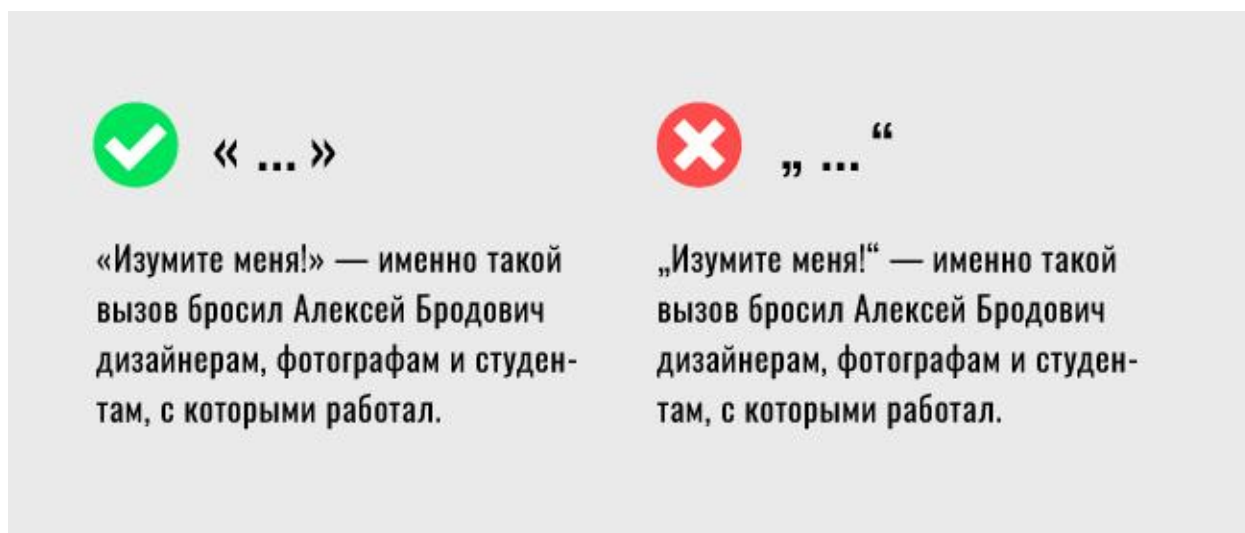 « ... »
«Изумите меня!» — именно такой
вызов бросил Алексей Бродович
дизайнерам, фотографам и студен-
там, с которыми работал.
„ ... “
„Изумите меня!“ — именно такой
вызов бросил Алексей Бродович
дизайнерам, фотографам и студен-
там, с которыми работал.